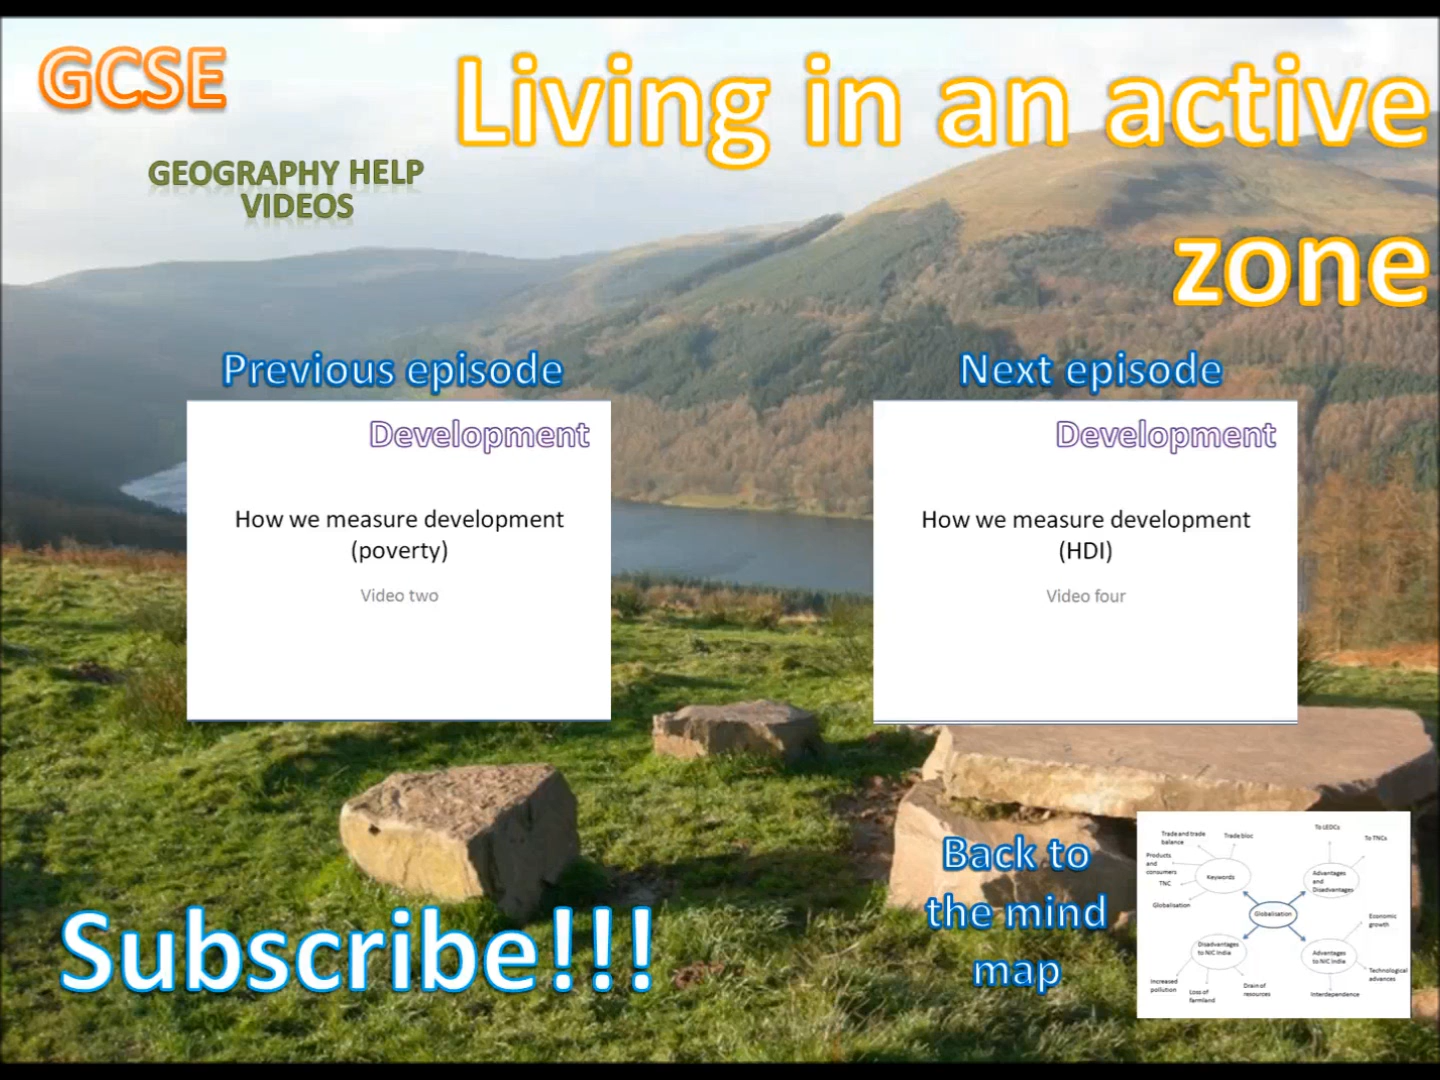 GCSE
Living in an active
zone
GEOGRAPHY HELP
VIDEOS
Previous episode
Next episode
Development
How we measure development
(poverty)
Video two
Development
How we measure development
(HDI)
Video four
Subscribe!!!
Back to
the mind
map
Trade and trade
balance
Trade bloc
Products
and
consumers
TNC
Globalisation
Keywords
To LEDCs
To TNCs
Advantages
and
Disadvantages
Globalisation
Economic
growth
Disadvantages
to NIC India
Advantages
to NIC India
Technological
advances
Increased
pollution
Loss of
farmland
Drain of
resources
Interdependence